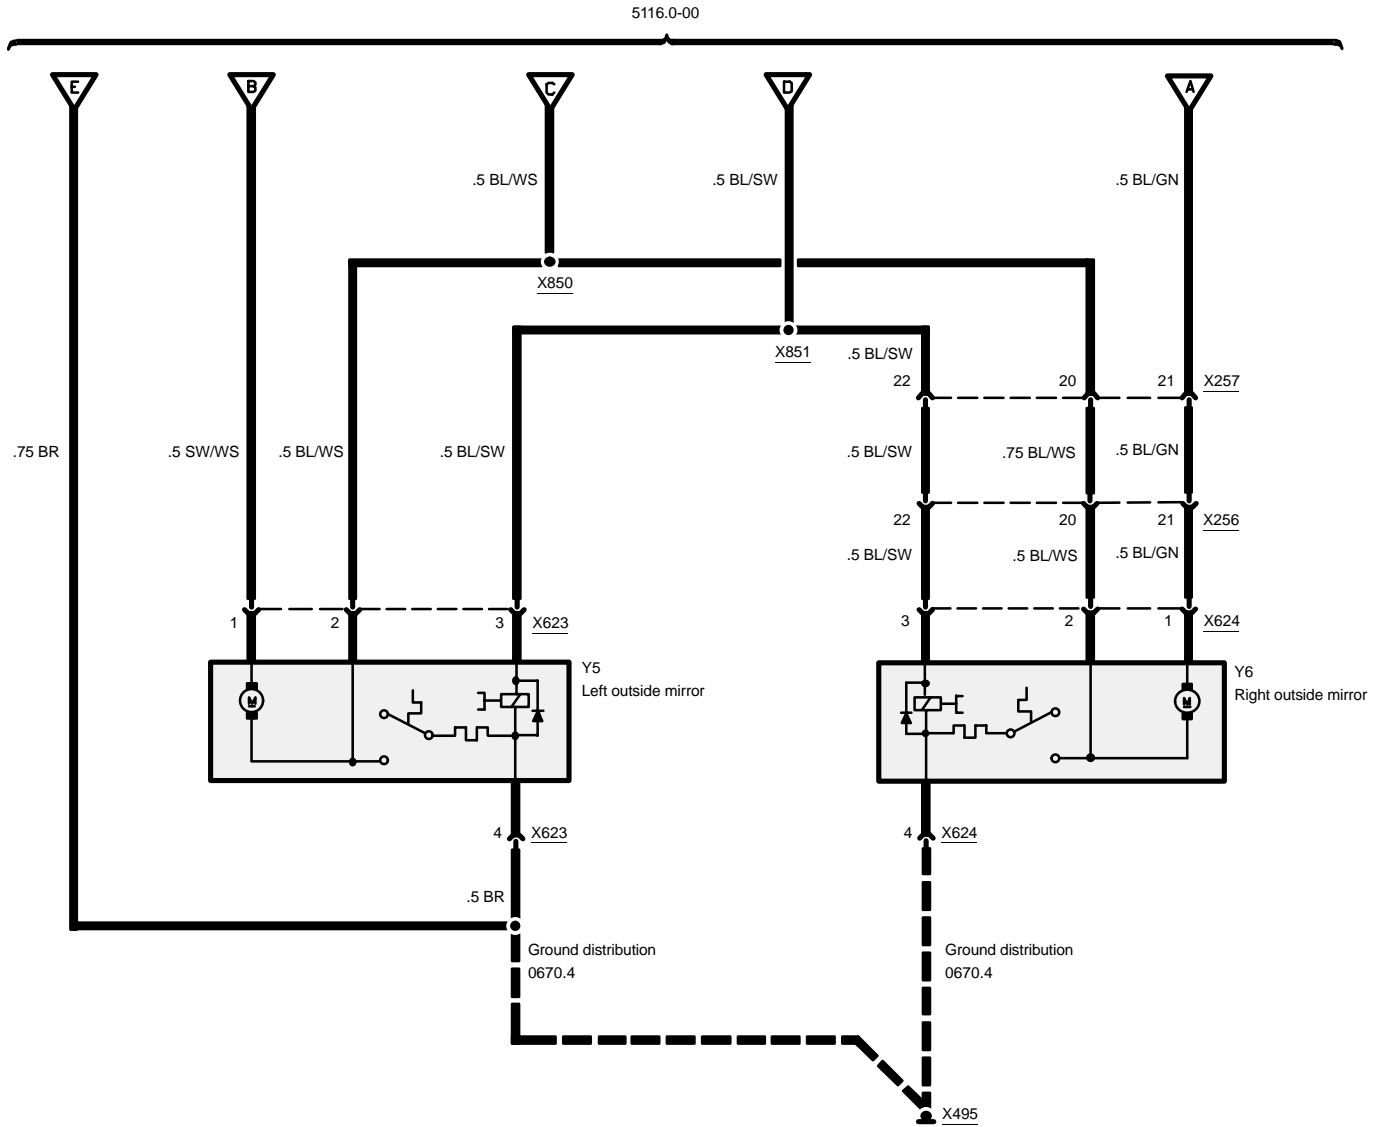 5116.0-00
E B C D A
.5 BL/WS .5 BL/SW .5 BL/GN
X850
X851 .5 BL/SW
22 20 21 X257
.75 BR .5 SW/WS .5 BL/WS .5 BL/SW .5 BL/SW .75 BL/WS .5 BL/GN
22 20 21 X256
.5 BL/SW .5 BL/WS .5 BL/GN
1 2 3 X623 3 2 1 X624
Y5
Left outside mirror
Y6
Right outside mirror
M M
4 X623 4 X624
.5 BR
Ground distribution
0670.4
Ground distribution
0670.4
X495